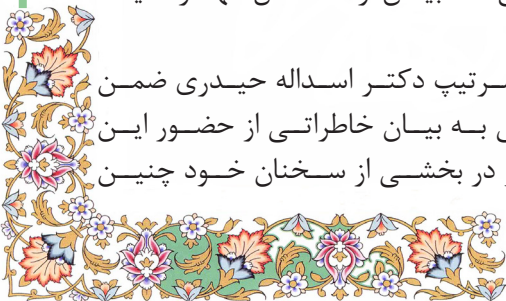 سرتیپ دکتر اسداله حیدری ضمن
به بیان خاطراتی از حضور این
در بخشی از سخنان خود چنین